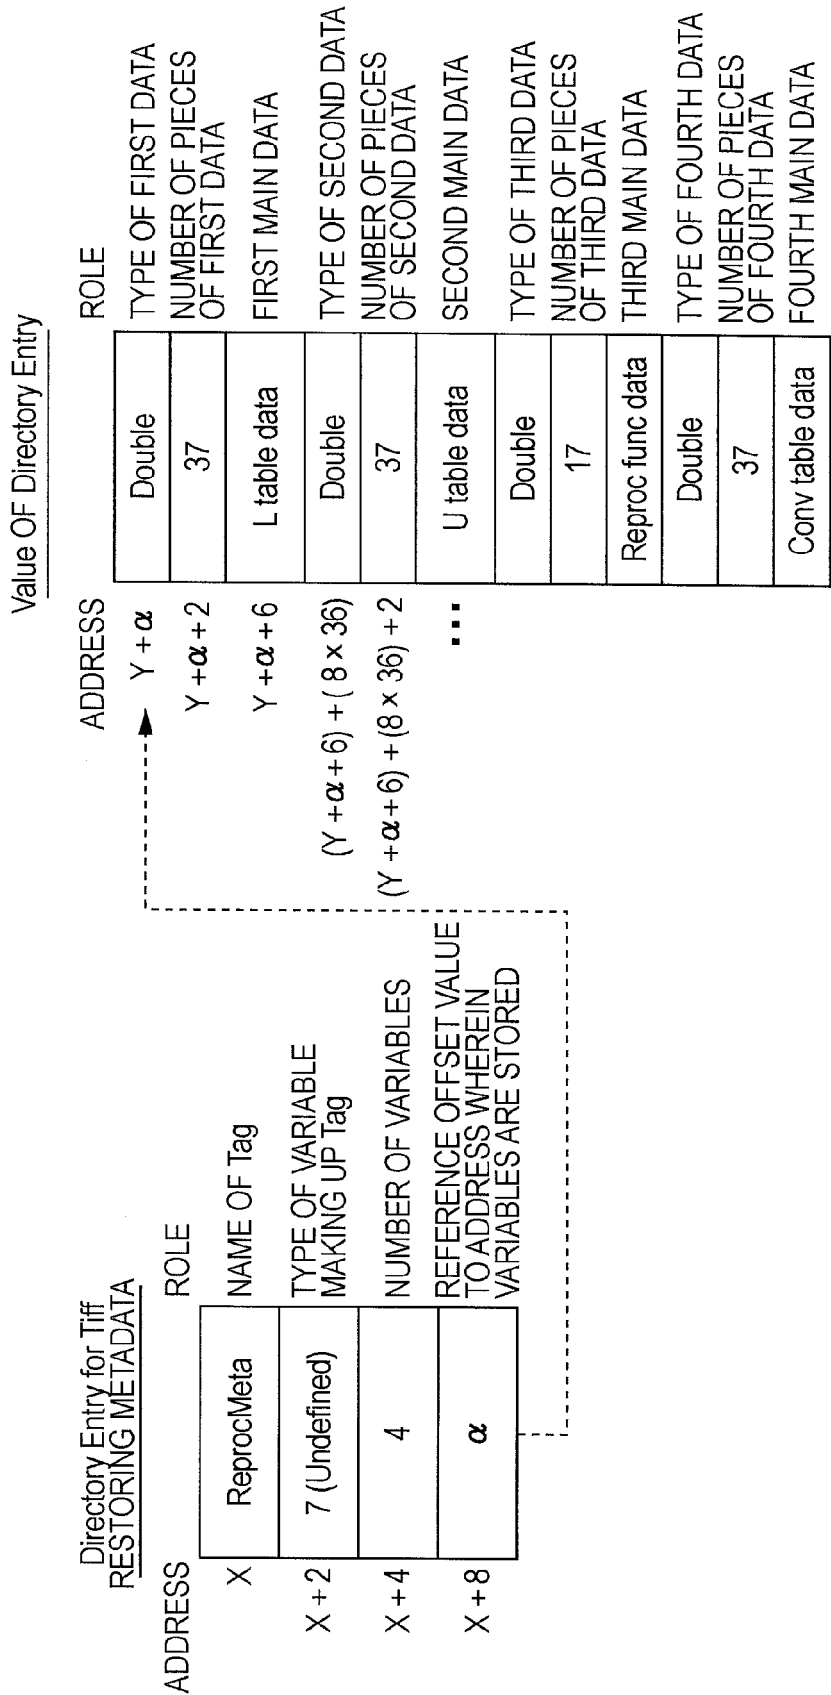 Directory Entry for Tiff
RESTORING METADATA
ADDRESS
ROLE
X
ReprocMeta
NAME OF Tag
X + 2
7 (Undefined)
TYPE OF VARIABLE
MAKING UP Tag
X + 4
4
NUMBER OF VARIABLES
X + 8
α
REFERENCE OFFSET VALUE
TO ADDRESS WHEREIN
VARIABLES ARE STORED
Value OF Directory Entry
ADDRESS
ROLE
Y + α
Double
TYPE OF FIRST DATA
Y + α + 2
37
NUMBER OF PIECES
OF FIRST DATA
Y + α + 6
L table data
FIRST MAIN DATA
(Y + α + 6) + ( 8 × 36)
Double
TYPE OF SECOND DATA
(Y + α + 6) + (8 × 36) + 2
37
NUMBER OF PIECES
OF SECOND DATA
...
U table data
SECOND MAIN DATA
Double
TYPE OF THIRD DATA
17
NUMBER OF PIECES
OF THIRD DATA
Reproc func data
THIRD MAIN DATA
Double
TYPE OF FOURTH DATA
37
NUMBER OF PIECES
OF FOURTH DATA
Conv table data
FOURTH MAIN DATA